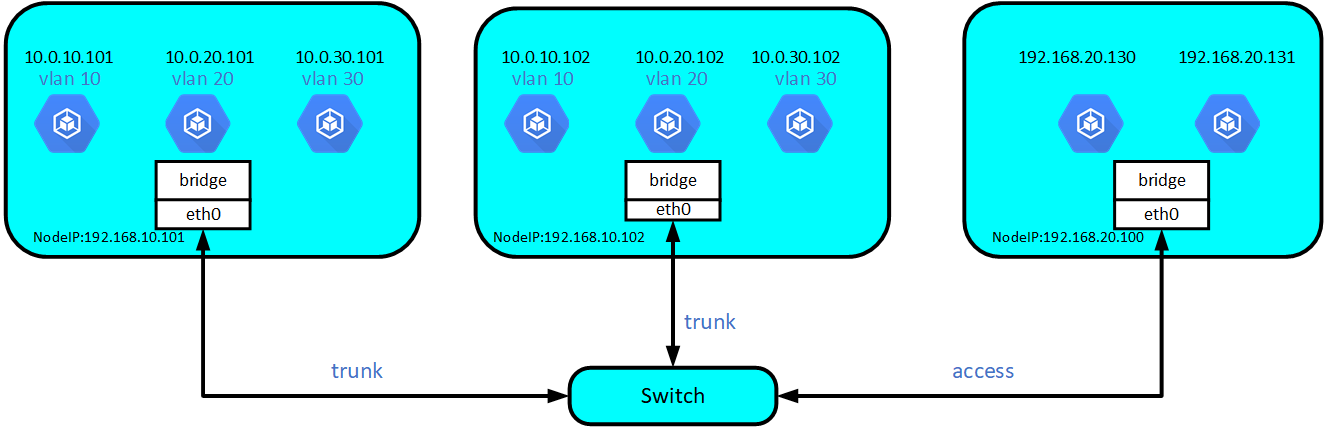 10.0.10.101
vlan 10
10.0.20.101
vlan 20
10.0.30.101
vlan 30
bridge
eth0
NodeIP:192.168.10.101
10.0.10.102
vlan 10
10.0.20.102
vlan 20
10.0.30.102
vlan 30
bridge
eth0
NodeIP:192.168.10.102
192.168.20.130
192.168.20.131
bridge
eth0
NodeIP:192.168.20.100
trunk
trunk
access
Switch